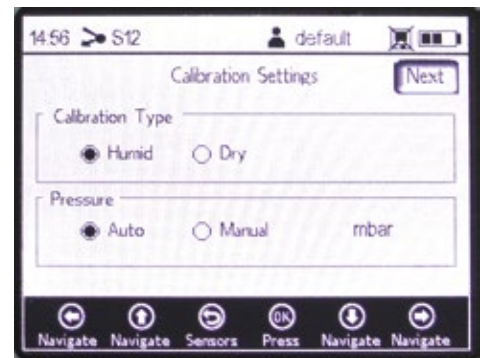 14:56 S12 default
Calibration Settings Next
Calibration Type
Humid Dry
Pressure
Auto Manual mbar
OK
Navigate Navigate Sensors Press Navigate Navigate